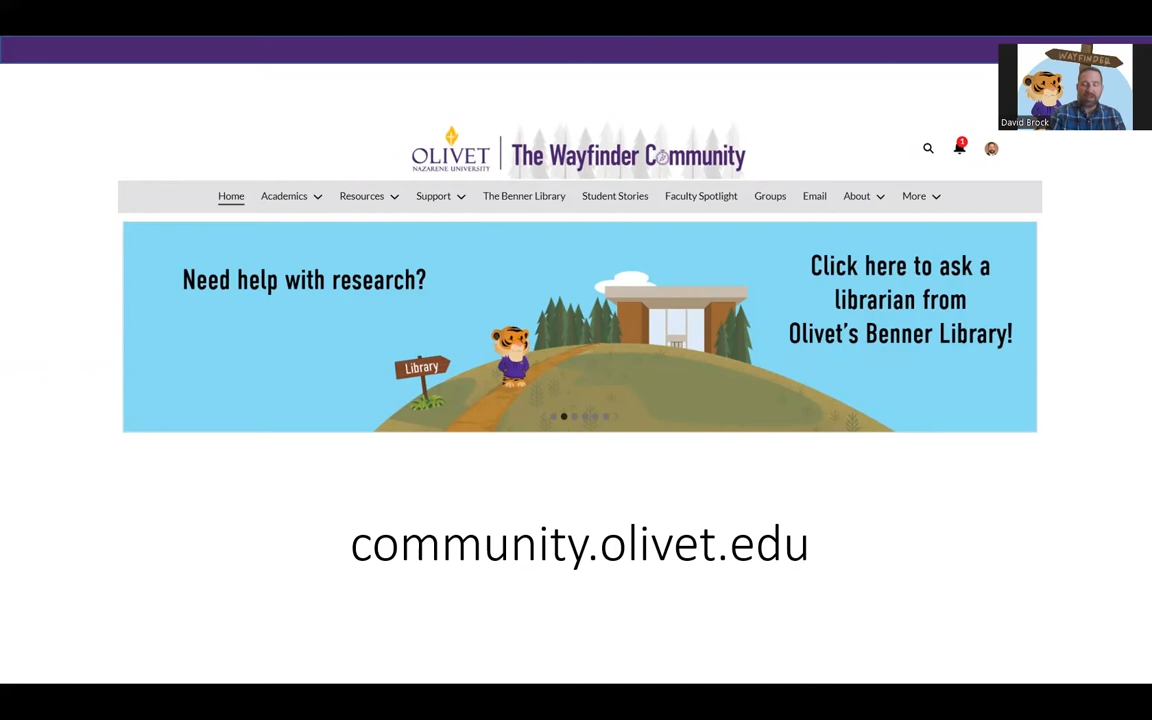 WAYFINDER
David Brock
OLIVET
NAZARENE UNIVERSITY
The Wayfinder Community
1
Home Academics Resources Support The Benner Library Student Stories Faculty Spotlight Groups Email About More
Need help with research?
Click here to ask a
librarian from
Olivet's Benner Library!
Library
community.olivet.edu